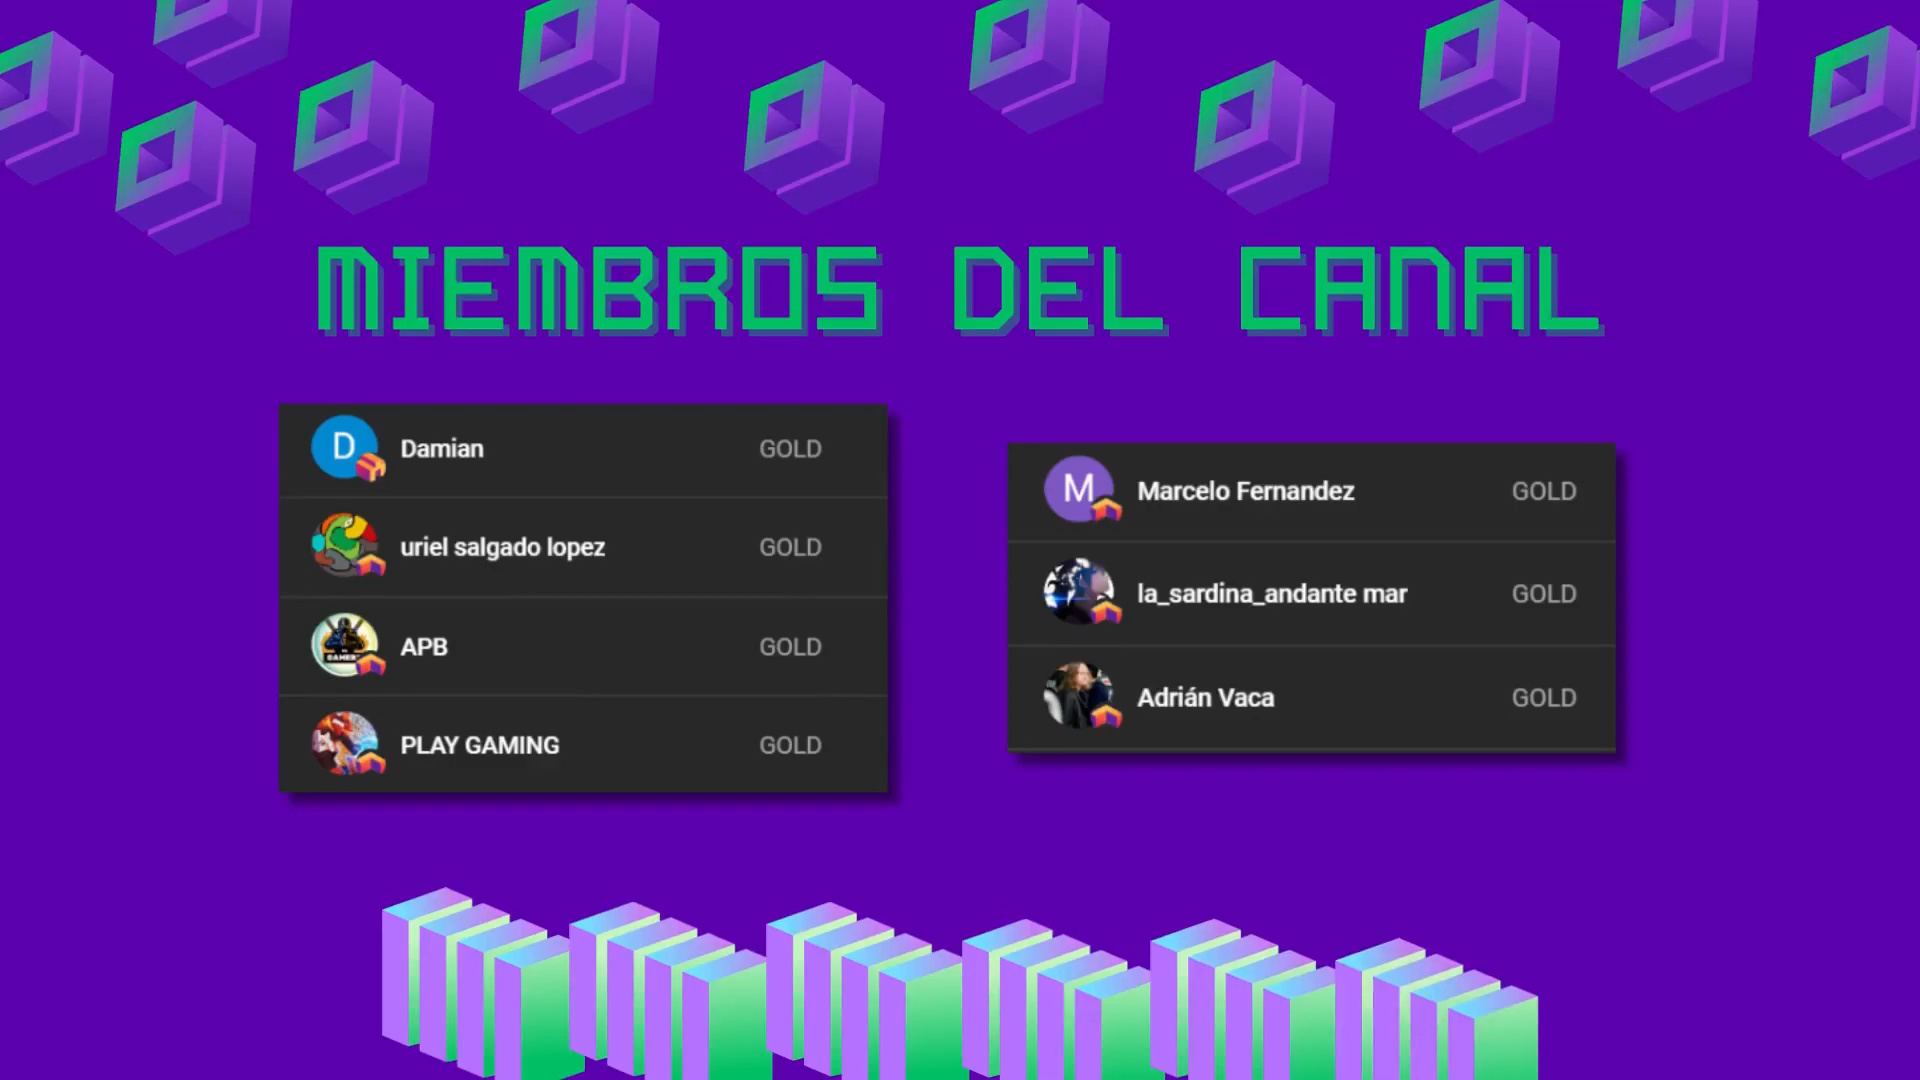 MIEMBROS DEL CANAL
D
Damian GOLD
uriel salgado lopez GOLD
APB GOLD
PLAY GAMING GOLD
M
Marcelo Fernandez GOLD
la_sardina_andante mar GOLD
Adrián Vaca GOLD